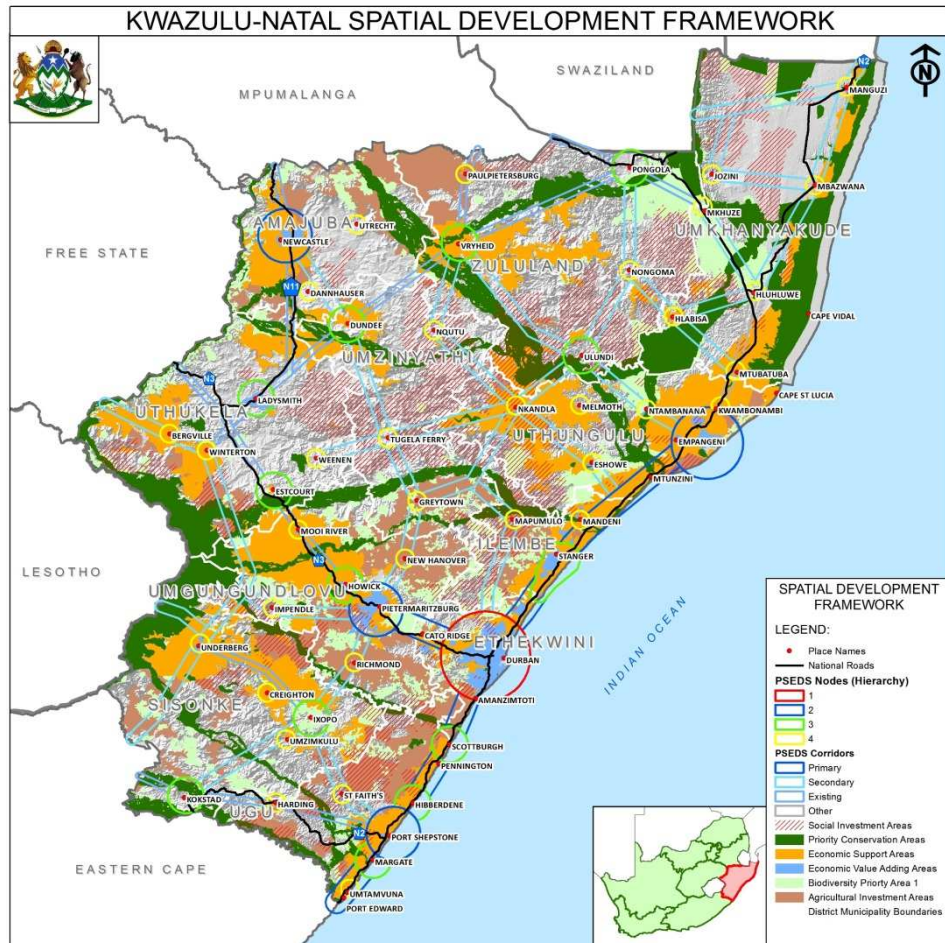 KWAZULU-NATAL SPATIAL DEVELOPMENT FRAMEWORK
N
SWAZILAND
MPUMALANGA
N2
MANGUZI
PAULPIETERSBURG
PONGOLA
JOZINI
MBAZWANA
MKHUZE
UMKHANYAKUDE
AMAJUBA
UTRECHT
NEWCASTLE
VRYHEID
ZULULAND
FREE STATE
NONGOMA
N11
DANNHAUSER
HLUHLUWE
HLABISA
CAPE VIDAL
DUNDEE
NQUTU
UMZINYATHI
ULUNDI
N3
MTUBATUBA
LADYSMITH
CAPE ST LUCIA
UTHUKELA
NKANDLA
MELMOTH
NTAMBANANA
KWAMBONAMBI
BERGVILLE
TUGELA FERRY
UTHUNGULU
EMPANGENI
WINTERTON
WEENEN
ESHOWE
MTUNZINI
ESTCOURT
GREYTOWN
MAPUMULO
MANDENI
MOOI RIVER
ILEMBE
STANGER
N3
NEW HANOVER
LESOTHO
UMGUNGUNDLOVU
HOWICK
IMPENDLE
PIETERMARITZBURG
CATO RIDGE
ETHEKWINI
UNDERBERG
RICHMOND
DURBAN
INDIAN OCEAN
CREIGHTON
AMANZIMTOTI
SISONKE
IXOPO
UMZIMKULU
SCOTTBURGH
PENNINGTON
KOKSTAD
HARDING
ST FAITH'S
HIBBERDENE
UGU
N2
PORT SHEPSTONE
MARGATE
EASTERN CAPE
UMTAMVUNA
PORT EDWARD
SPATIAL DEVELOPMENT
FRAMEWORK
LEGEND:
Place Names
National Roads
PSEDS Nodes (Hierarchy)
1
2
3
4
PSEDS Corridors
Primary
Secondary
Existing
Other
Social Investment Areas
Priority Conservation Areas
Economic Support Areas
Economic Value Adding Areas
Biodiversity Priorty Area 1
Agricultural Investment Areas
District Municipality Boundaries